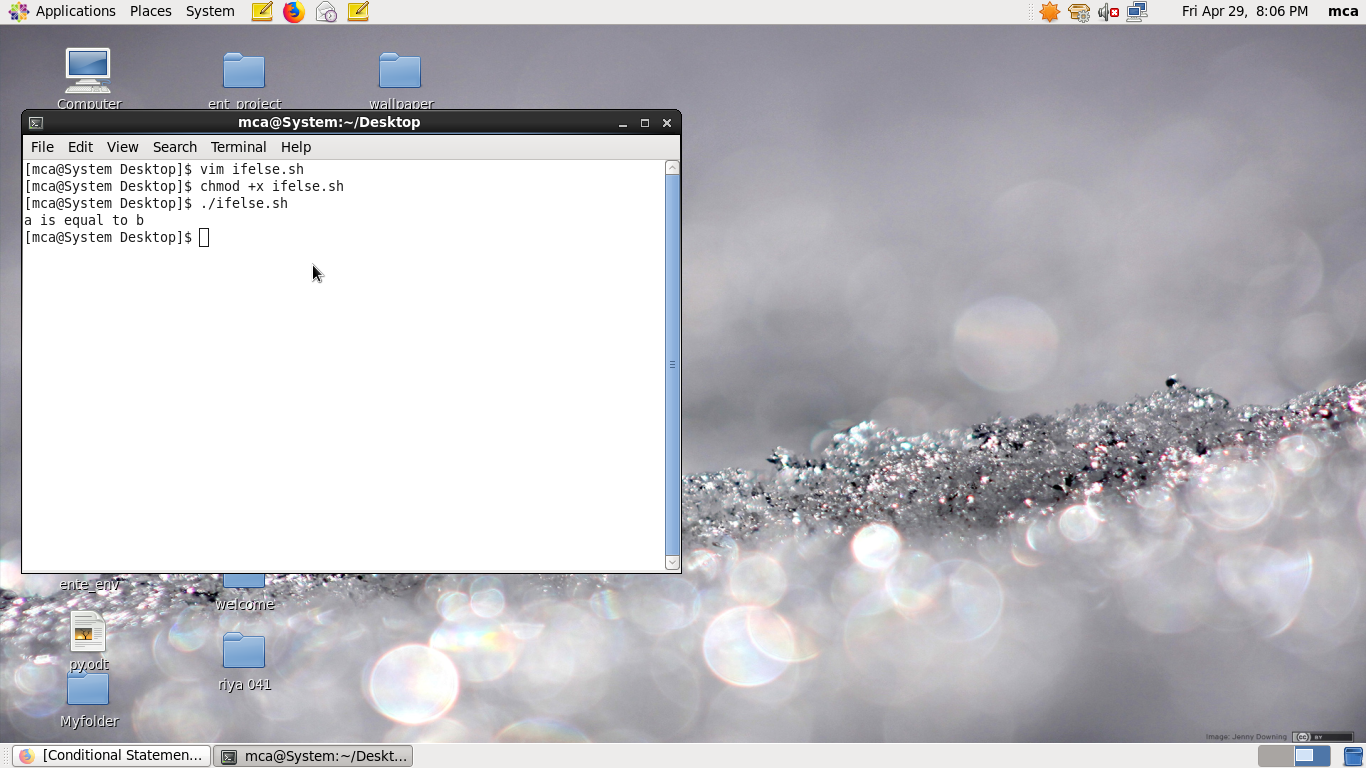 Applications Places System
Fri Apr 29, 8:06 PM mca
Computer
ent_project
wallpaper
mca@System:~/Desktop
File Edit View Search Terminal Help
[mca@System Desktop]$ vim ifelse.sh
[mca@System Desktop]$ chmod +x ifelse.sh
[mca@System Desktop]$ ./ifelse.sh
a is equal to b
[mca@System Desktop]$
ente_env
welcome
py.odt
riya 041
Myfolder
Image: Jenny Downing
cc BY
[Conditional Statemen...
mca@System:~/Deskt...